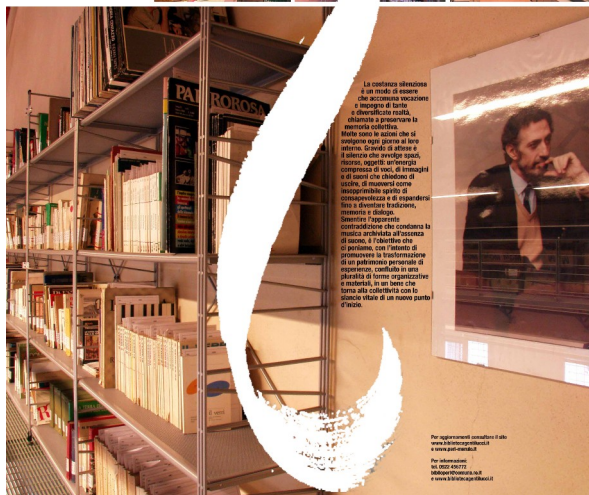 PANTROROSA
La costanza silenziosa
è un modo di essere
che accomuna vocazione
e impegno di tante
e diversificate realtà,
chiamate a preservare la
memoria collettiva.
Molte sono le azioni che si
svolgono ogni giorno al loro
interno. Gravido di attese è
il silenzio che avvolge spazi,
risorse, oggetti: un'energia
compressa di voci, di immagini
e di suoni che chiedono di
uscire, di muoversi come
insopprimibile spirito di
consapevolezza e di espandersi
fino a diventare tradizione,
memoria e dialogo.
Smentire l'apparente
contraddizione che condanna la
musica archiviata all'assenza
di suono, è l'obiettivo che
ci poniamo, con l'intento di
promuovere la trasformazione
di un patrimonio personale di
esperienze, confluito in una
pluralità di forme organizzative
e materiali, in un bene che
torna alla collettività con lo
slancio vitale di un nuovo punto
d'inizio.
Per aggiornamenti consultare il sito
www.bibliotecagentilucci.it
e www.peri-merulo.it
Per informazioni:
tel. 0522 456772
biblioperi@comune.re.it
e www.bibliotecagentilucci.it